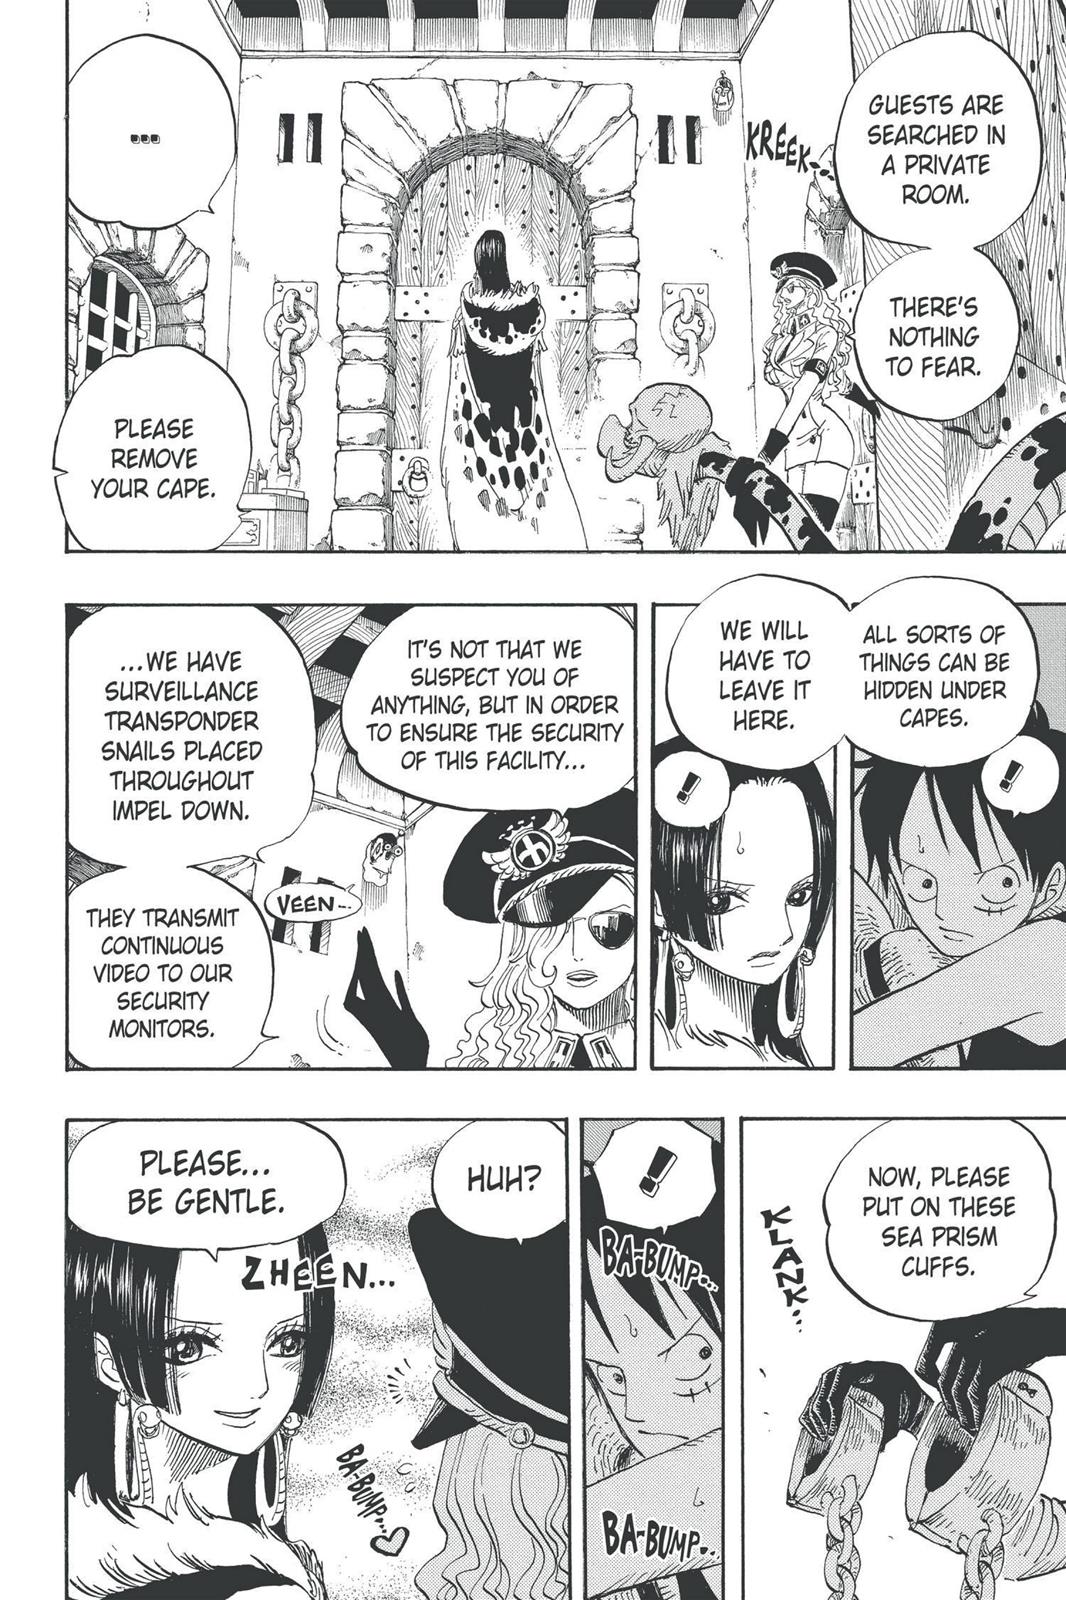 GUESTS ARE
SEARCHED IN
A PRIVATE
ROOM.
THERE'S
NOTHING
TO FEAR.
KREEK...
...
PLEASE
REMOVE
YOUR CAPE.
ALL SORTS OF
THINGS CAN BE
HIDDEN UNDER
CAPES.
!
WE WILL
HAVE TO
LEAVE IT
HERE.
!
IT'S NOT THAT WE
SUSPECT YOU OF
ANYTHING, BUT IN ORDER
TO ENSURE THE SECURITY
OF THIS FACILITY...
...WE HAVE
SURVEILLANCE
TRANSPONDER
SNAILS PLACED
THROUGHOUT
IMPEL DOWN.
VEEN...
THEY TRANSMIT
CONTINUOUS
VIDEO TO OUR
SECURITY
MONITORS.
NOW, PLEASE
PUT ON THESE
SEA PRISM
CUFFS.
KLANK...
!
BA-BUMP...
BA-BUMP...
HUH?
PLEASE...
BE GENTLE.
ZHEEN...
BA-BUMP...